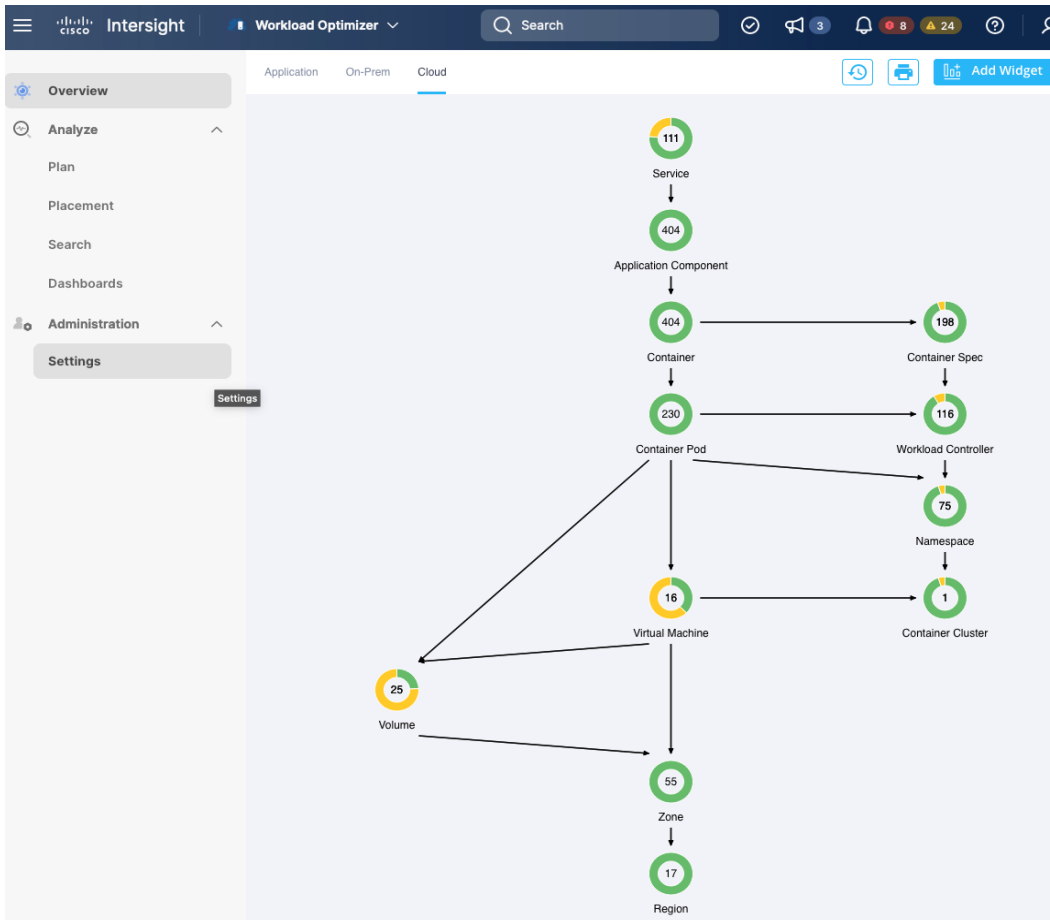 CISCO Intersight Workload Optimizer Search 3 8 24
Application On-Prem Cloud Add Widget
Overview
Analyze
Plan
Placement
Search
Dashboards
Administration
Settings
Settings
111
Service
404
Application Component
404 198
Container Container Spec
230 116
Container Pod Workload Controller
75
Namespace
16 1
Virtual Machine Container Cluster
25
Volume
55
Zone
17
Region